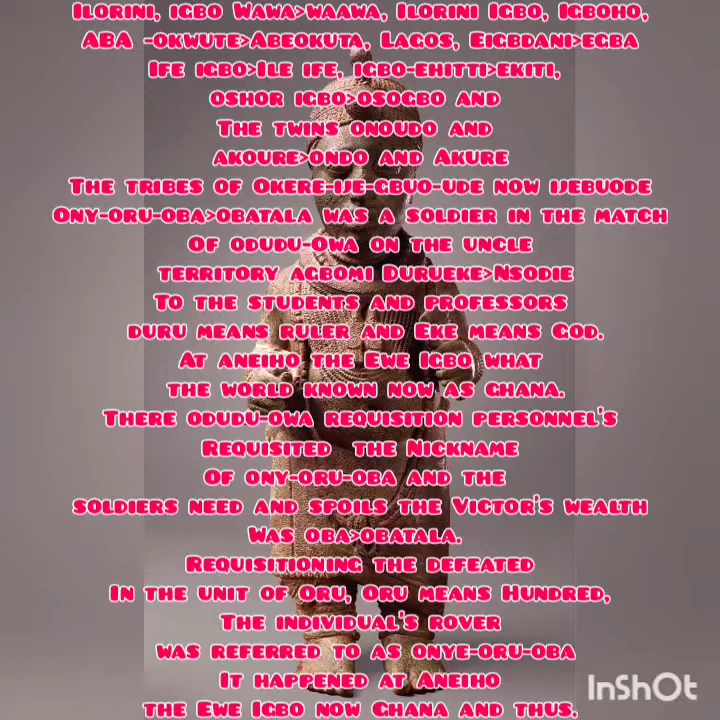 Ilorini, igbo Wawa>waawa, Ilorini Igbo, Igboho,
ABA -okwute>Abeokuta, Lagos, Eigbdani>egba
Ife igbo>Ile ife, igbo-ehitti>ekiti,
oshor igbo>osogbo and
The twins onoudo and
akoure>ondo and Akure
The tribes of Okere-ije-gbuo-ude now ijebuode
Ony-oru-oba>obatala was a soldier in the match
Of odudu-Owa on the uncle
territory agbomi Durueke>Nsodie
To the students and professors
duru means ruler and Eke means God.
At aneiho the Ewe Igbo what
the world known now as ghana.
There odudu-owa requisition personnel's
Requisited the Nickname
Of ony-oru-oba and the
soldiers need and spoils the Victor's wealth
Was oba>obatala.
Requisitioning the defeated
In the unit of Oru, Oru means Hundred,
The individual's rover
was referred to as onye-oru-oba
It happened at Aneiho
the Ewe Igbo now Ghana and thus.
InShOt